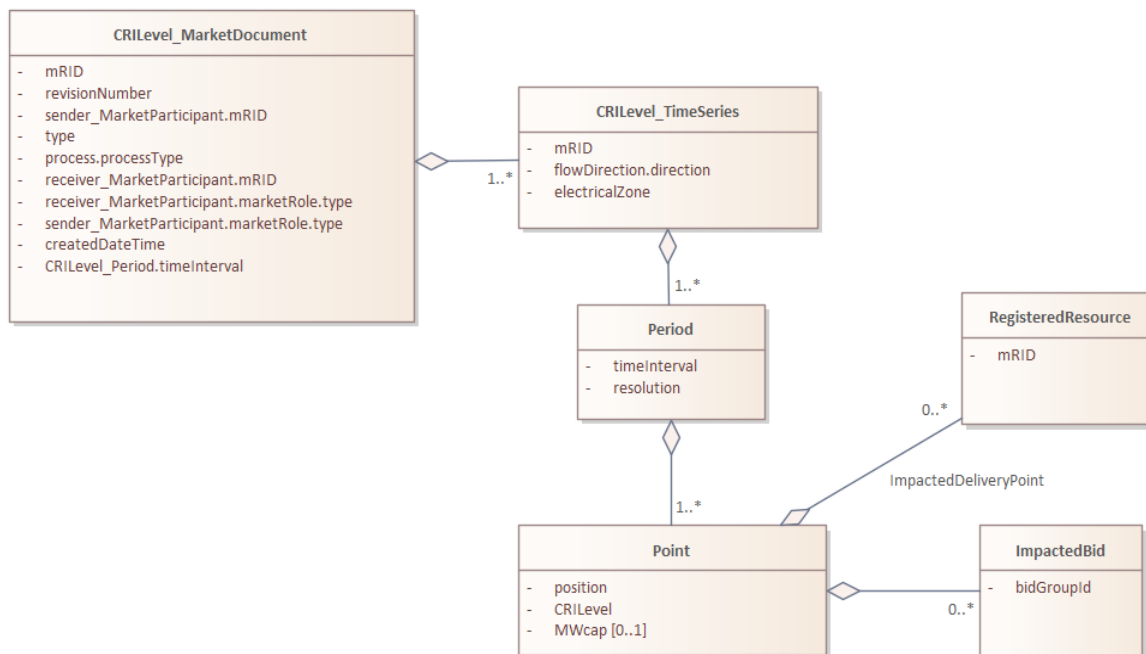 CRILevel_MarketDocument
- mRID
- revisionNumber
- sender_MarketParticipant.mRID
- type
- process.processType
- receiver_MarketParticipant.mRID
- receiver_MarketParticipant.marketRole.type
- sender_MarketParticipant.marketRole.type
- createdDateTime
- CRILevel_Period.timeInterval
1..*
CRILevel_TimeSeries
- mRID
- flowDirection.direction
- electricalZone
1..*
Period
- timeInterval
- resolution
1..*
RegisteredResource
- mRID
0..*
ImpactedDeliveryPoint
Point
- position
- CRILevel
- MWcap [0..1]
0..*
ImpactedBid
- bidGroupId